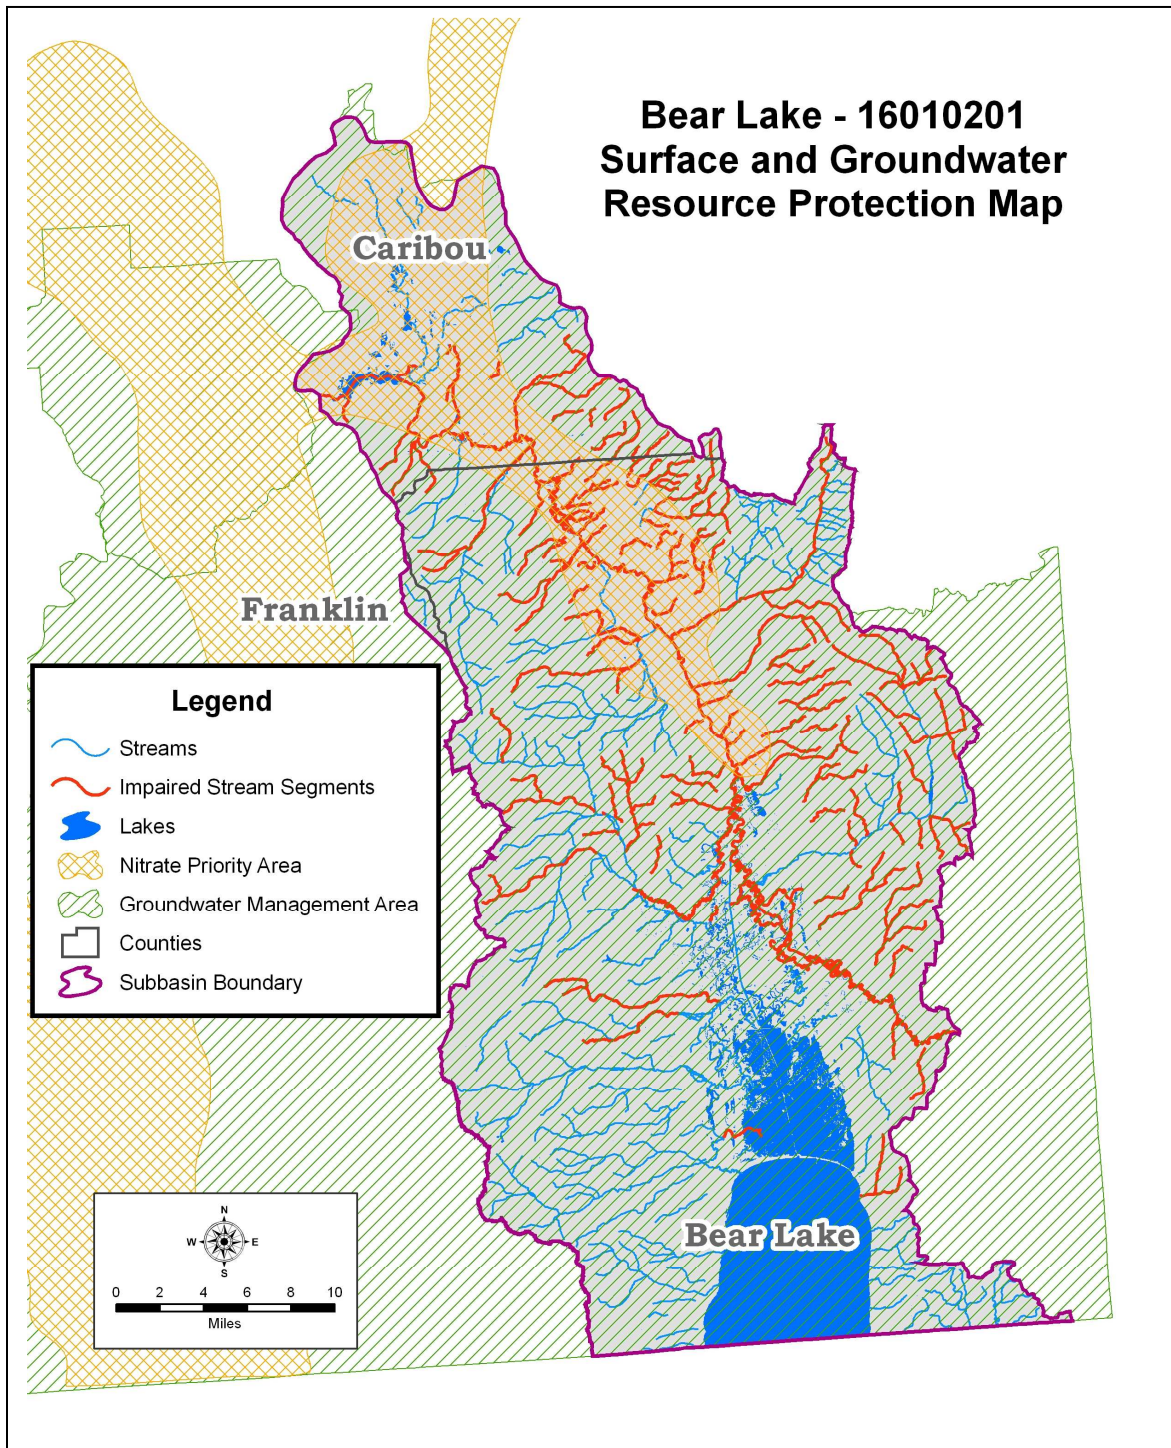 Bear Lake - 16010201
Surface and Groundwater
Resource Protection Map
Caribou
Franklin
Legend
Streams
Impaired Stream Segments
Lakes
Nitrate Priority Area
Groundwater Management Area
Counties
Subbasin Boundary
N
W E
S
0 2 4 6 8 10
Miles
Bear Lake